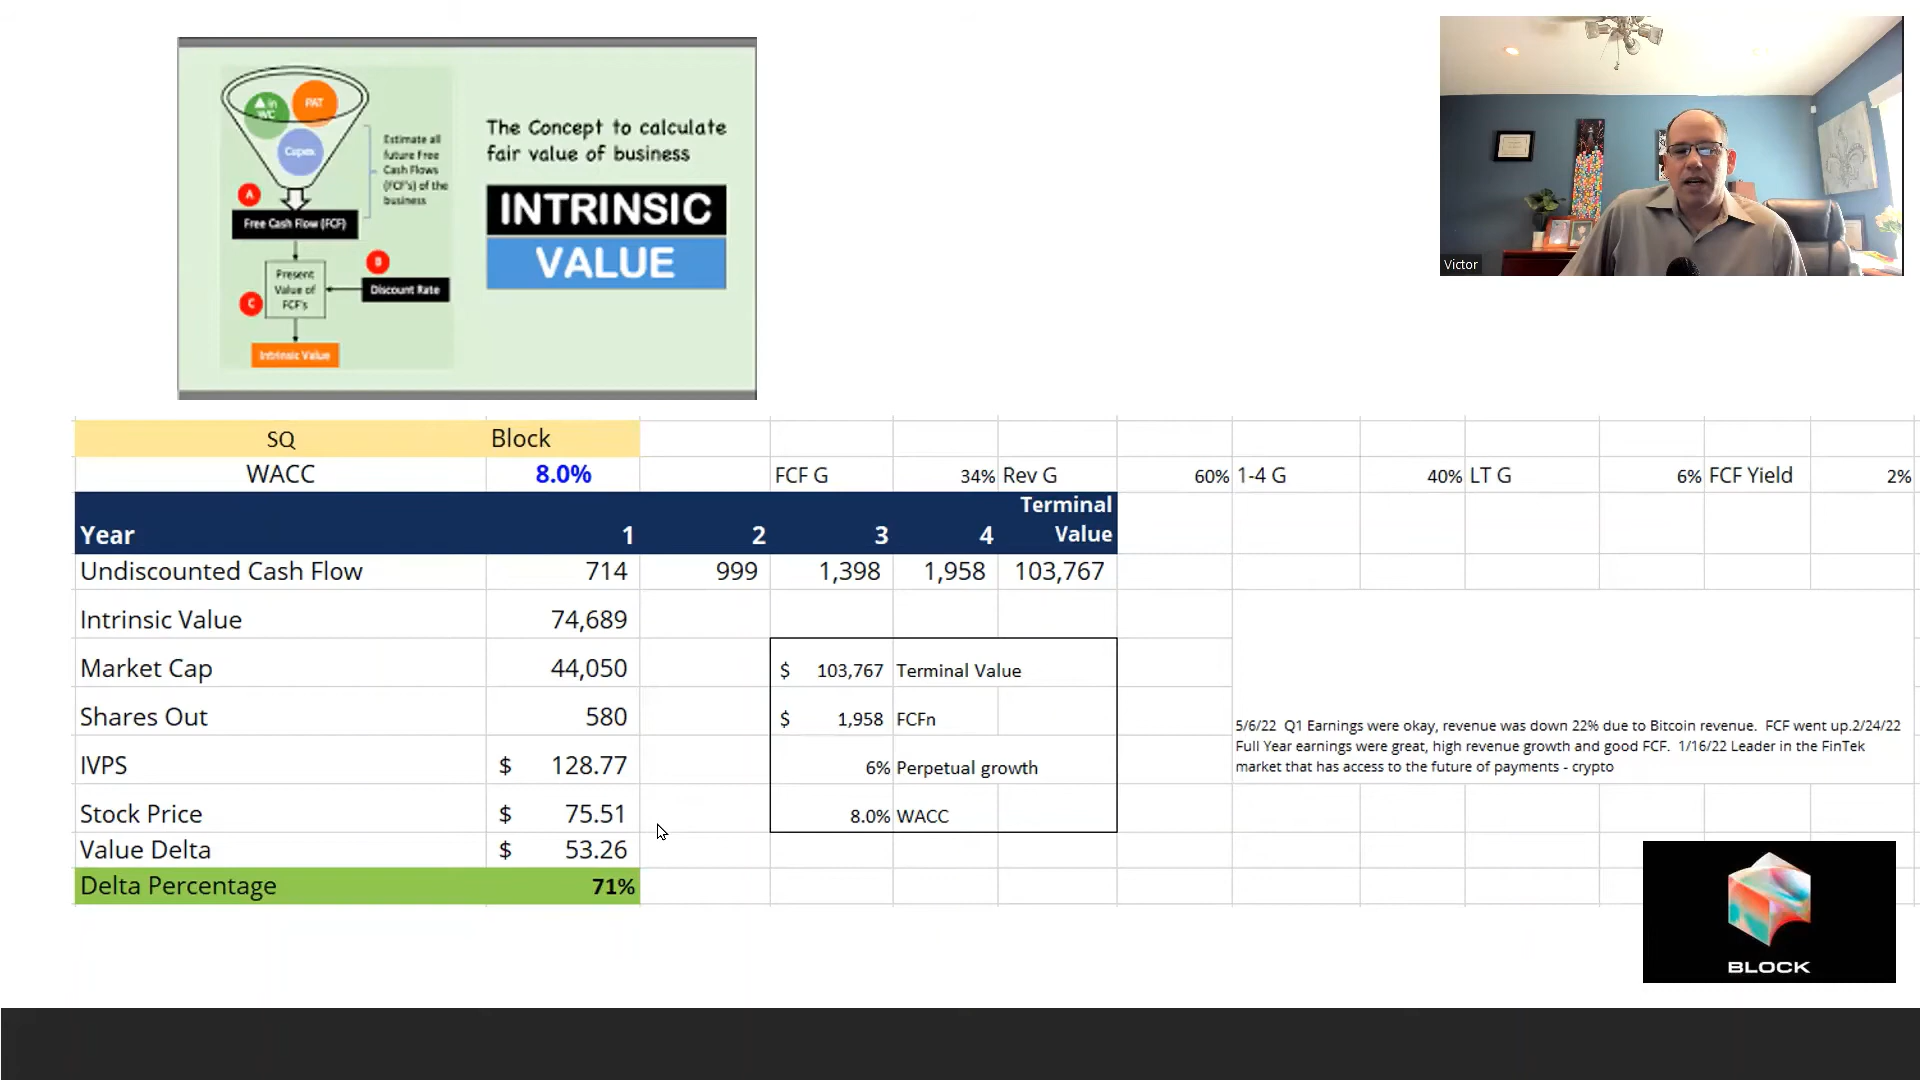 ▲in
WC
PAT
Capex
Estimate all
future Free
Cash Flows
(FCF's) of the
business
A
Free Cash Flow (FCF)
B
Present
Value of
FCF's
Discount Rate
C
Intrinsic Value
The Concept to calculate
fair value of business
INTRINSIC
VALUE
Victor
SQ Block
WACC 8.0% FCF G 34% Rev G 60% 1-4 G 40% LT G 6% FCF Yield 2%
Year 1 2 3 4 Terminal Value
Undiscounted Cash Flow 714 999 1,398 1,958 103,767
Intrinsic Value 74,689
Market Cap 44,050
$ 103,767 Terminal Value
Shares Out 580
$ 1,958 FCFn
IVPS $ 128.77
6% Perpetual growth
Stock Price $ 75.51
8.0% WACC
Value Delta $ 53.26
Delta Percentage 71%
5/6/22 Q1 Earnings were okay, revenue was down 22% due to Bitcoin revenue. FCF went up.2/24/22
Full Year earnings were great, high revenue growth and good FCF. 1/16/22 Leader in the FinTek
market that has access to the future of payments - crypto
BLOCK